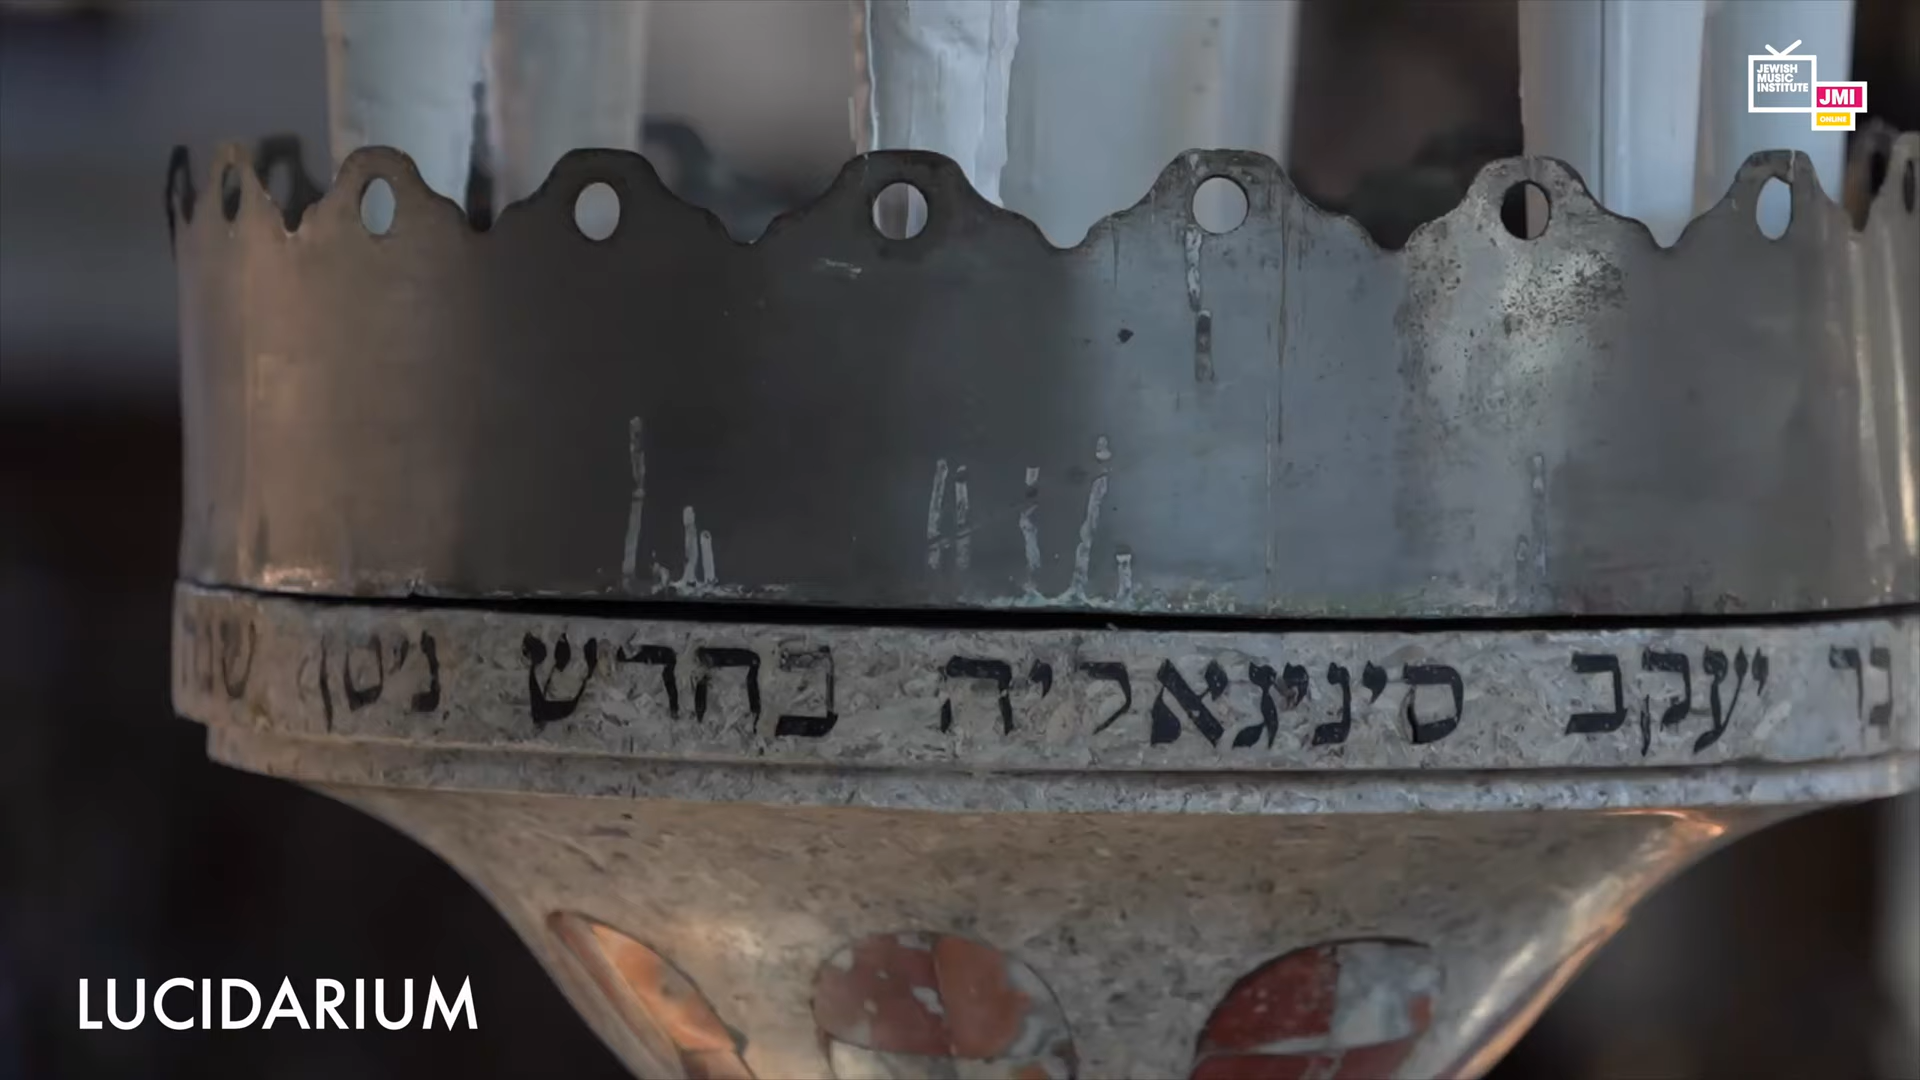 JEWISH
MUSIC
INSTITUTE
JMI
ONLINE
בר יעקב סיניגאליה בחדש ניסן שנת
LUCIDARIUM